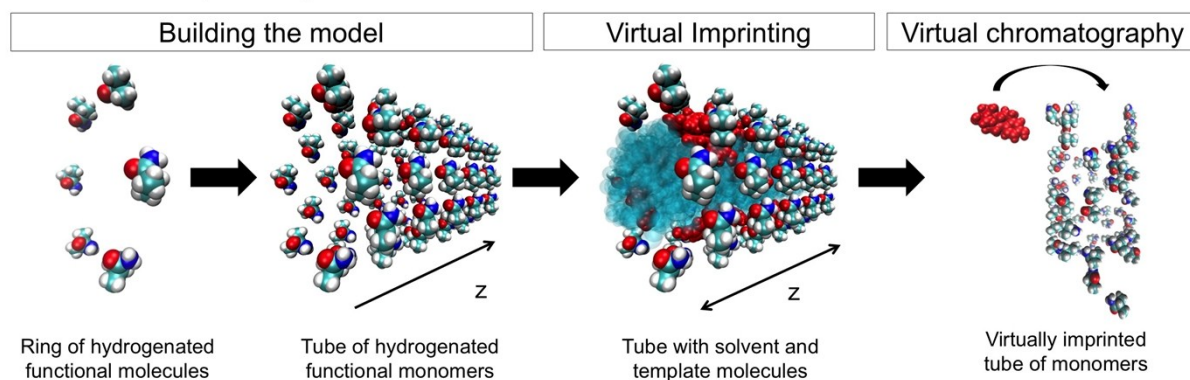 Building the model
Virtual Imprinting
Virtual chromatography
z
z
Ring of hydrogenated
functional molecules
Tube of hydrogenated
functional monomers
Tube with solvent and
template molecules
Virtually imprinted
tube of monomers